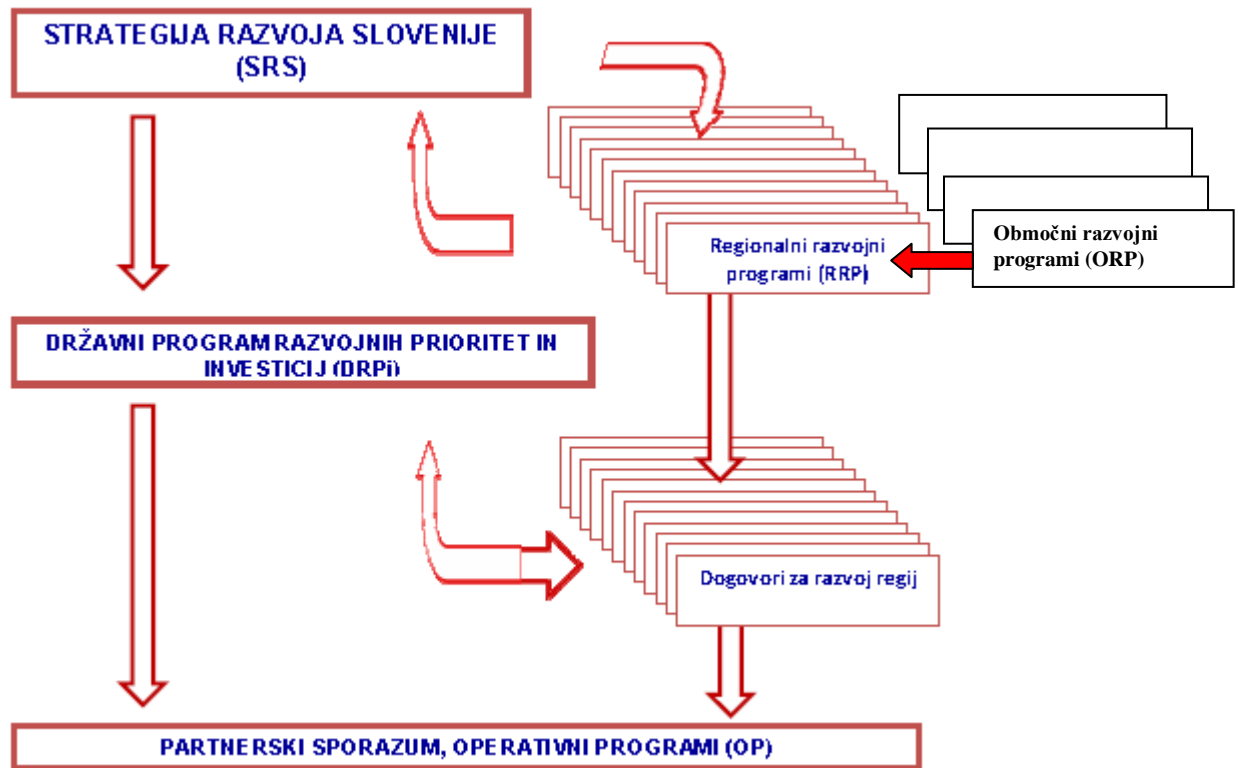 STRATEGIJA RAZVOJA SLOVENIJE
(SRS)
Regionalni razvojni
programi (RRP)
Območni razvojni
programi (ORP)
DRŽAVNI PROGRAM RAZVOJNIH PRIORITET IN
INVESTICIJ (DRPi)
Dogovori za razvoj regij
PARTNERSKI SPORAZUM, OPERATIVNI PROGRAMI (OP)